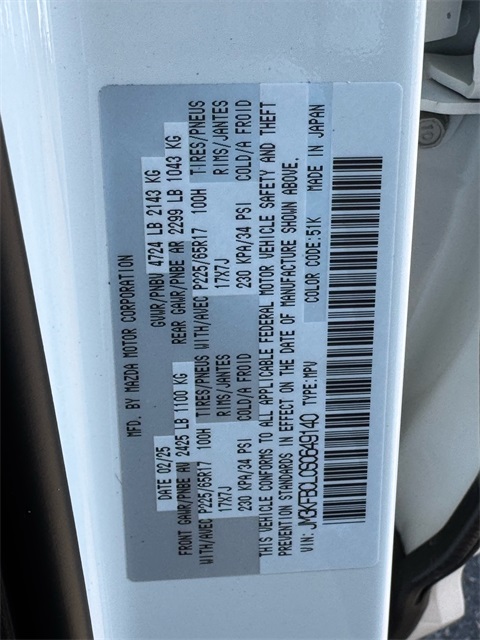 MFD. BY MAZDA MOTOR CORPORATION
DATE 02/25 GVWR/PNBV 4724 LB 2143 KG
FRONT GAWR/PNBE AV 2425 LB 1100 KG REAR GAWR/PNBE AR 2299 LB 1043 KG
TIRES/PNEUS WITH/AVEC P225/65R17 100H TIRES/PNEUS
WITH/AVEC P225/65R17 100H
RIMS/JANTES 17X7J RIMS/JANTES
17X7J
COLD/A FROID 230 KPA/34 PSI COLD/A FROID
230 KPA/34 PSI
THIS VEHICLE CONFORMS TO ALL APPLICABLE FEDERAL MOTOR VEHICLE SAFETY AND THEFT
PREVENTION STANDARDS IN EFFECT ON THE DATE OF MANUFACTURE SHOWN ABOVE.
VIN: TYPE:MPV COLOR CODE:51K MADE IN JAPAN